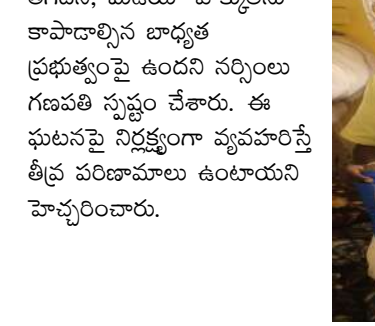 కాపాడాల్సిన బాధ్యత
ప్రభుత్వంపై ఉందని నర్సింలు
గణపతి స్పష్టం చేశారు. ఈ
ఘటనపై నిర్లక్ష్యంగా వ్యవహరిస్తే
తీవ్ర పరిణామాలు ఉంటాయని
హెచ్చరించారు.